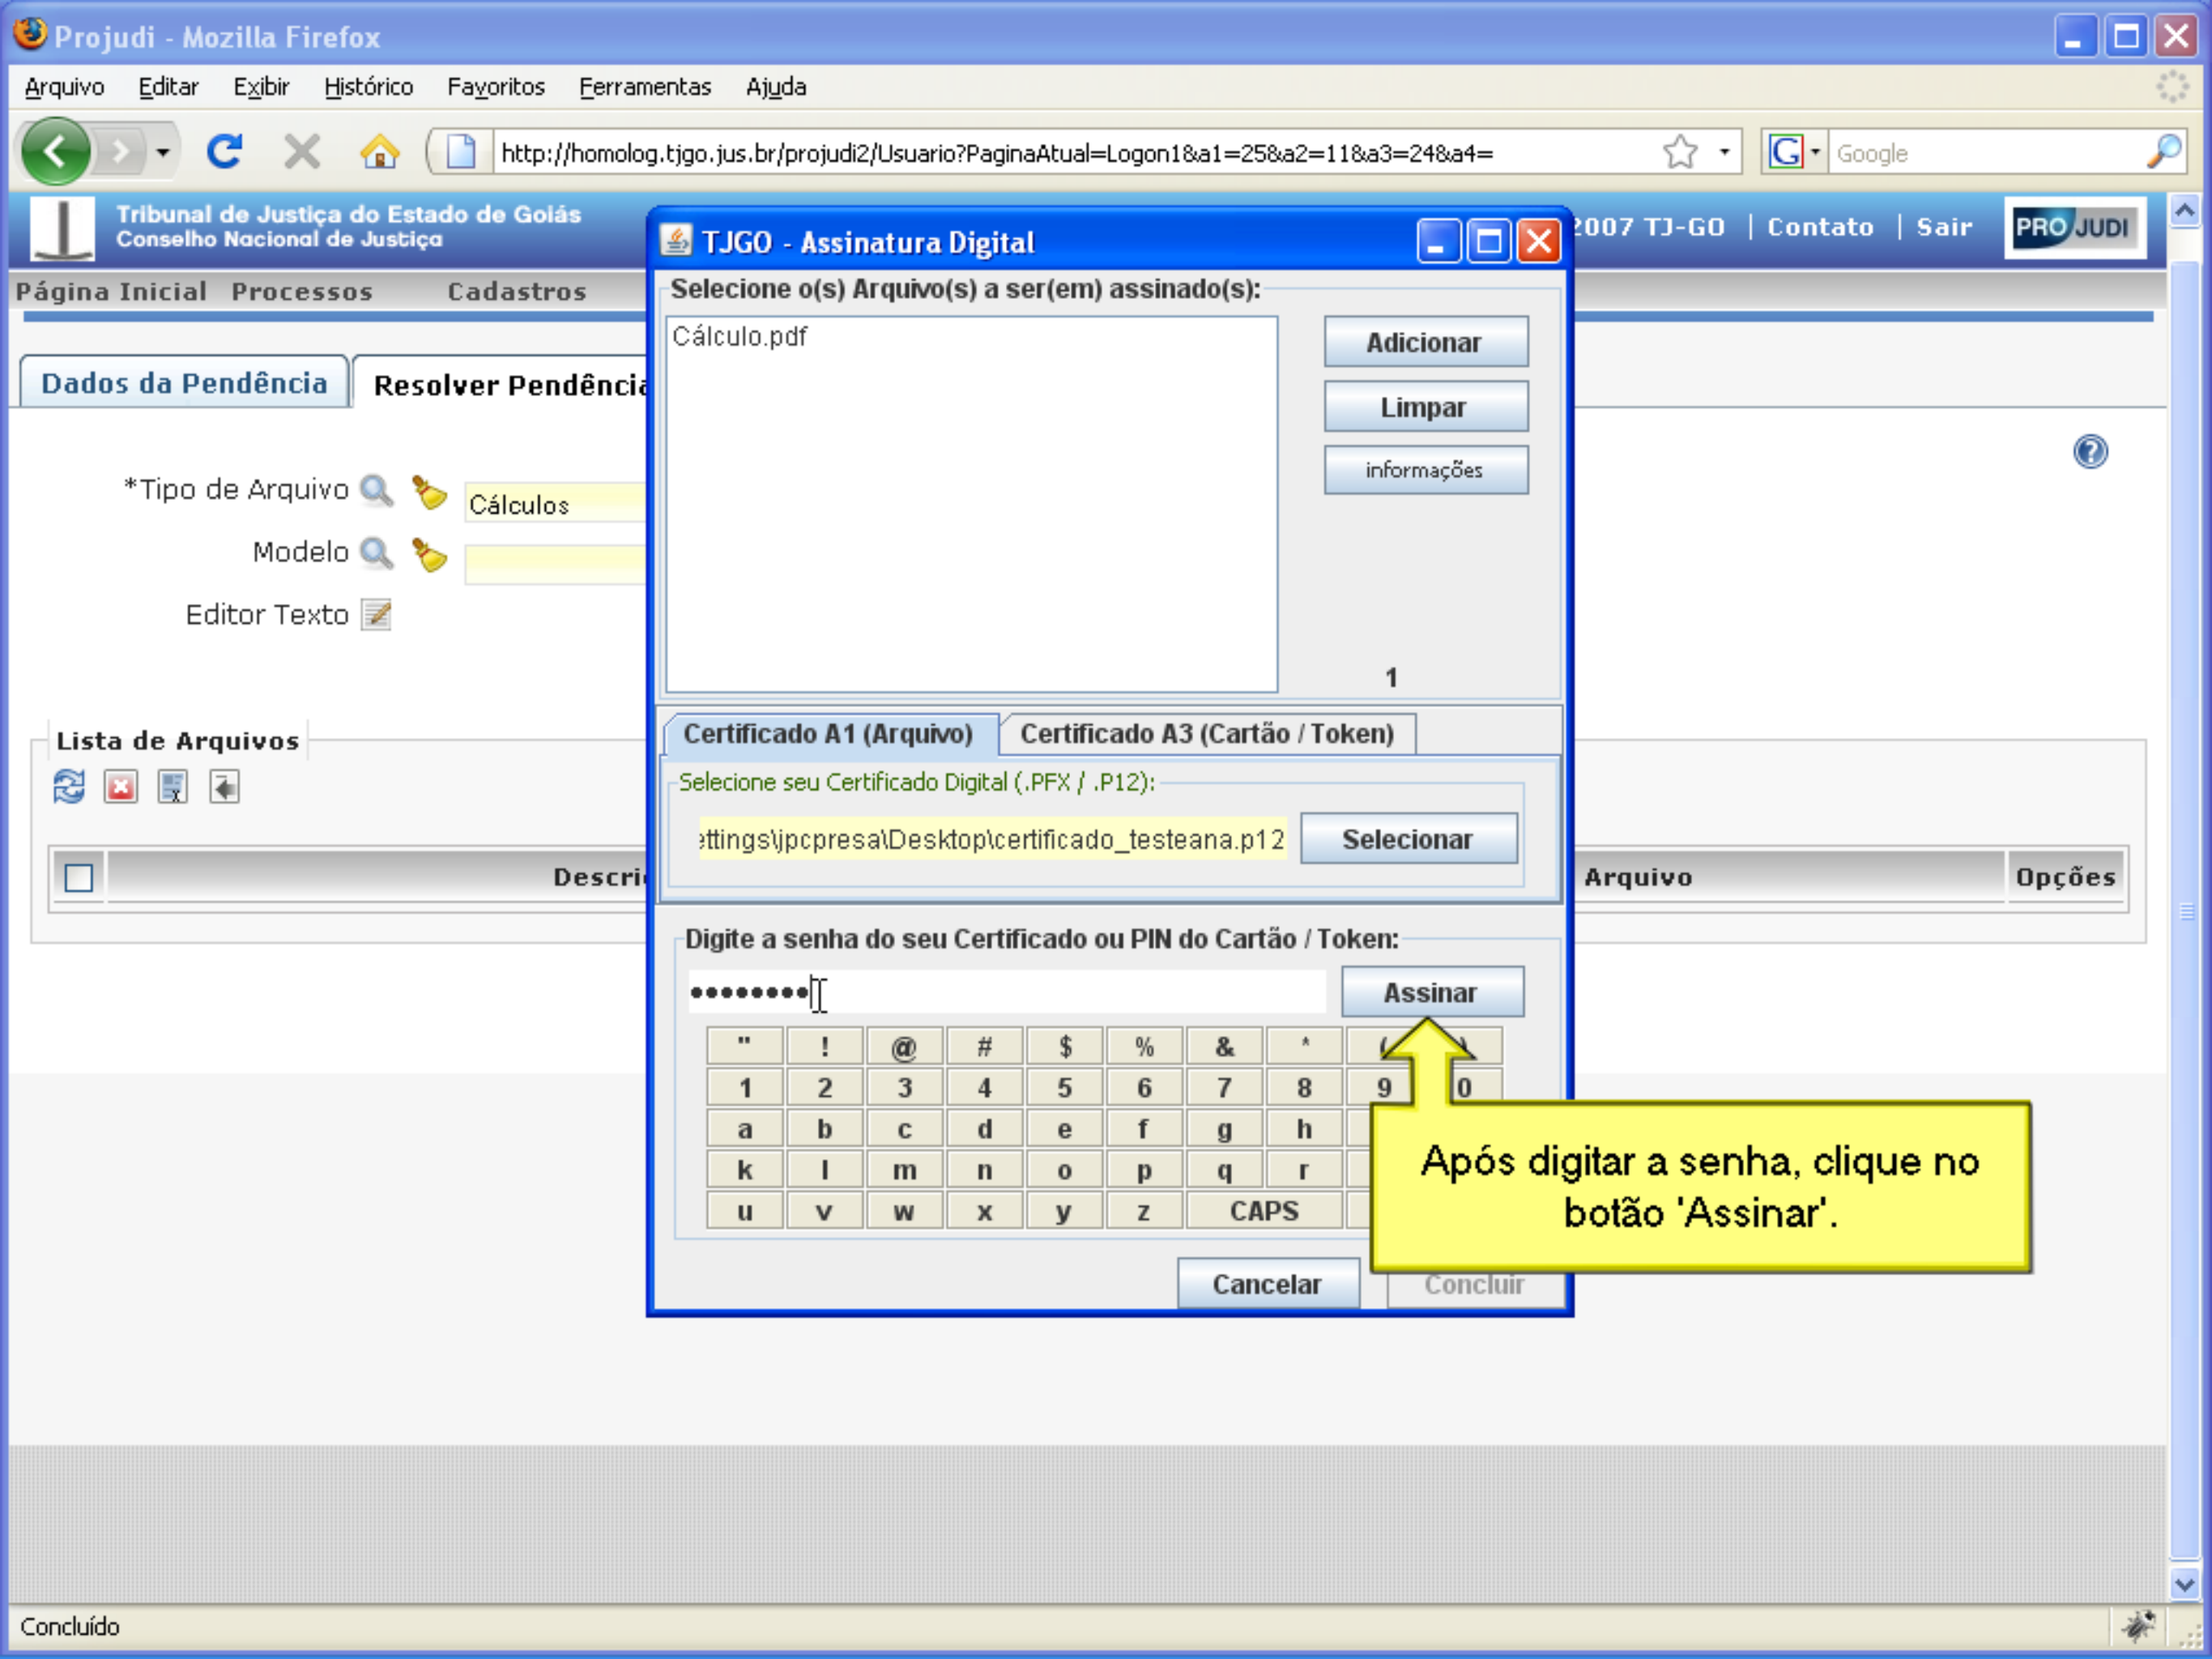 Projudi - Mozilla Firefox
Arquivo Editar Exibir Histórico Favoritos Ferramentas Ajuda
http://homolog.tjgo.jus.br/projudi2/Usuario?PaginaAtual=Logon1&a1=25&a2=11&a3=24&a4=
G Google
Tribunal de Justiça do Estado de Goiás
Conselho Nacional de Justiça
2007 TJ-GO | Contato | Sair
PROJUDI
Página Inicial Processos Cadastros
Dados da Pendência Resolver Pendência
*Tipo de Arquivo Cálculos
Modelo
Editor Texto
Lista de Arquivos
Arquivo Opções
TJGO - Assinatura Digital
Selecione o(s) Arquivo(s) a ser(em) assinado(s):
Cálculo.pdf
Adicionar
Limpar
informações
1
Certificado A1 (Arquivo) Certificado A3 (Cartão / Token)
Selecione seu Certificado Digital (.PFX / .P12):
ettings\jpcpresa\Desktop\certificado_testeana.p12 Selecionar
Digite a senha do seu Certificado ou PIN do Cartão / Token:
•••••••• Assinar
" ! @ # $ % & * (
1 2 3 4 5 6 7 8 9 0
a b c d e f g h
k l m n o p q r
u v w x y z CAPS
Após digitar a senha, clique no
botão 'Assinar'.
Cancelar Concluir
Concluído